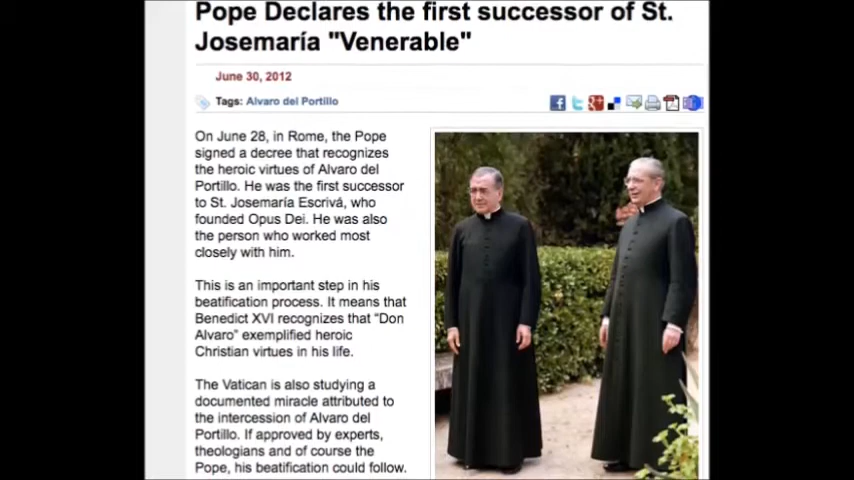 Pope Declares the first successor of St.
Josemaría "Venerable"
June 30, 2012
Tags: Alvaro del Portillo
On June 28, in Rome, the Pope
signed a decree that recognizes
the heroic virtues of Alvaro del
Portillo. He was the first successor
to St. Josemaría Escrivá, who
founded Opus Dei. He was also
the person who worked most
closely with him.
This is an important step in his
beatification process. It means that
Benedict XVI recognizes that “Don
Alvaro” exemplified heroic
Christian virtues in his life.
The Vatican is also studying a
documented miracle attributed to
the intercession of Alvaro del
Portillo. If approved by experts,
theologians and of course the
Pope, his beatification could follow.